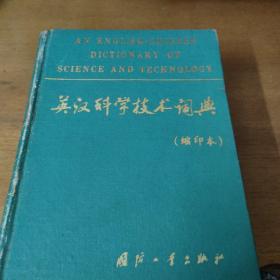 AN ENGLISH-CHINESE
DICTIONARY OF
SCIENCE AND TECHNOLOGY
英汉科学技术词典
(缩印本)
国防工业出版社